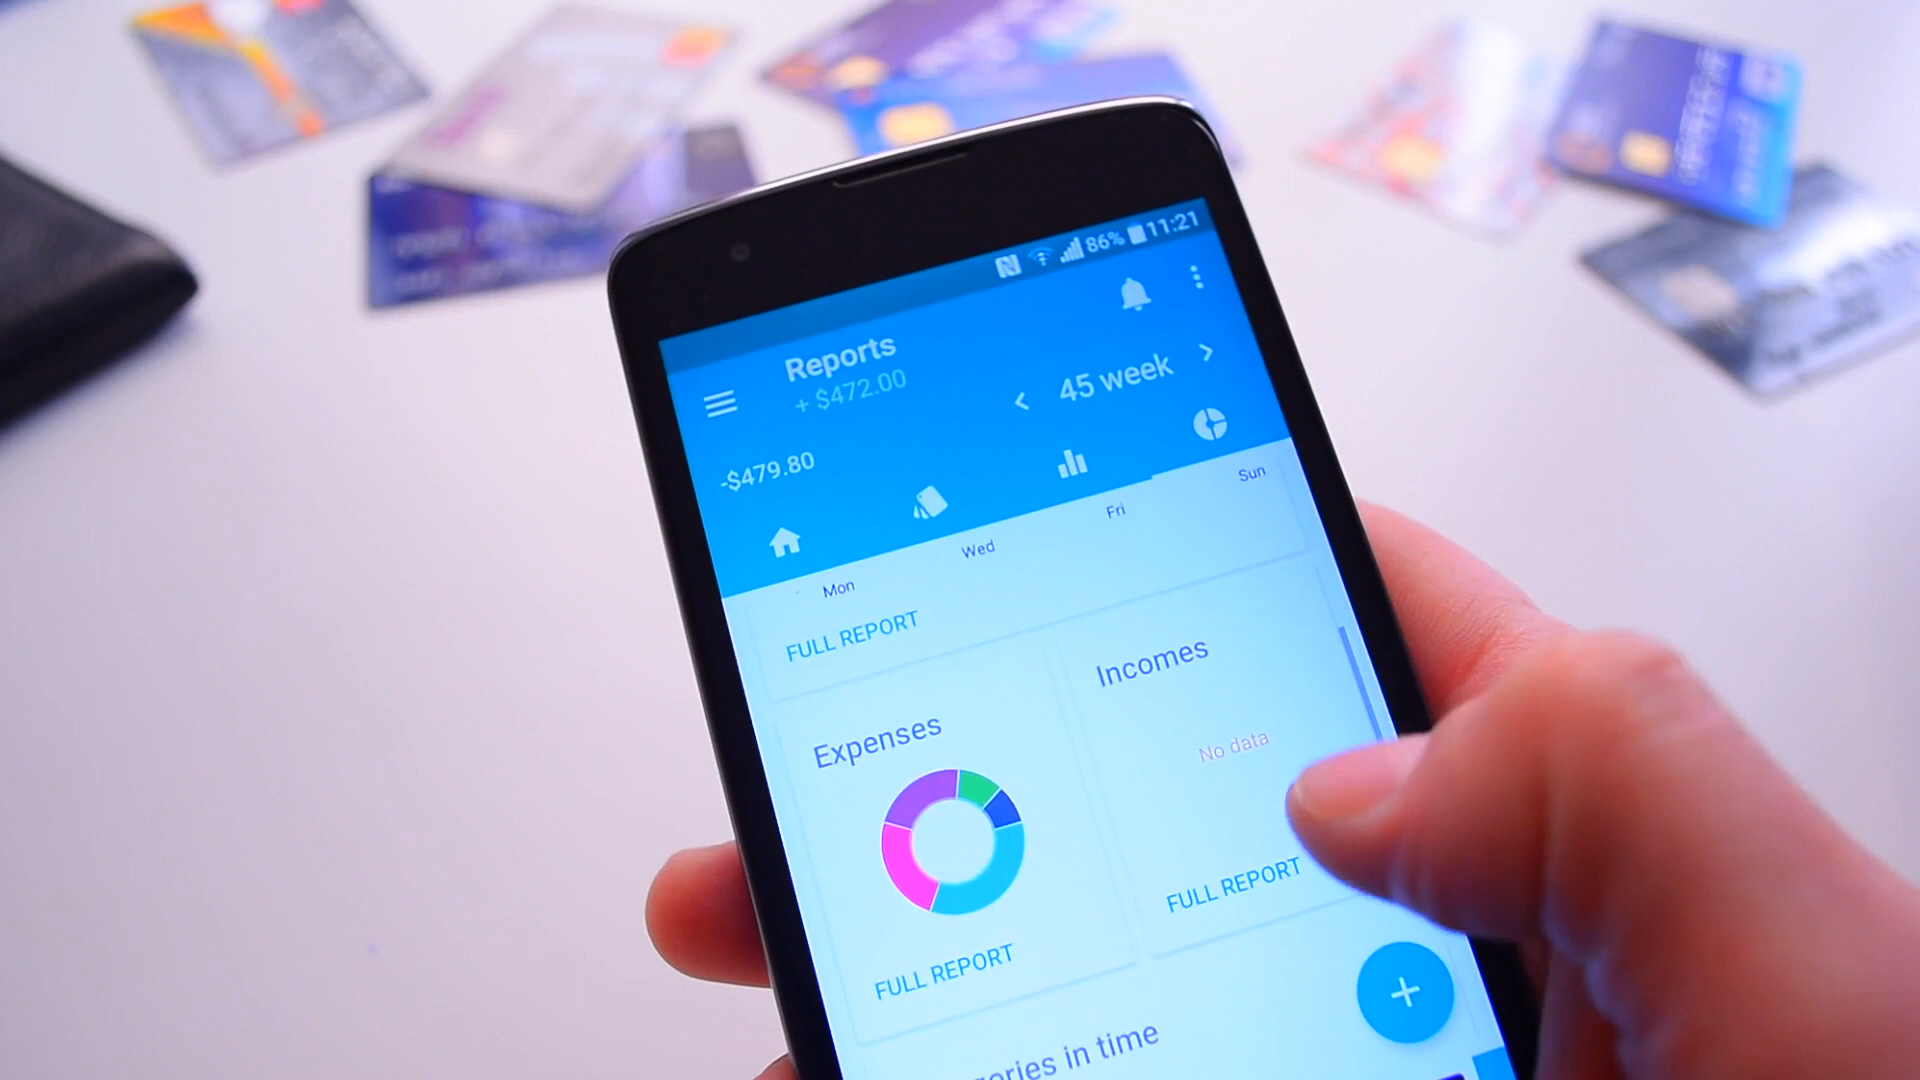 86% 11:21
Reports
+ $472.00
45 week
-$479.80
Mon
Wed
Fri
Sun
FULL REPORT
Expenses
FULL REPORT
Incomes
No data
FULL REPORT
in time